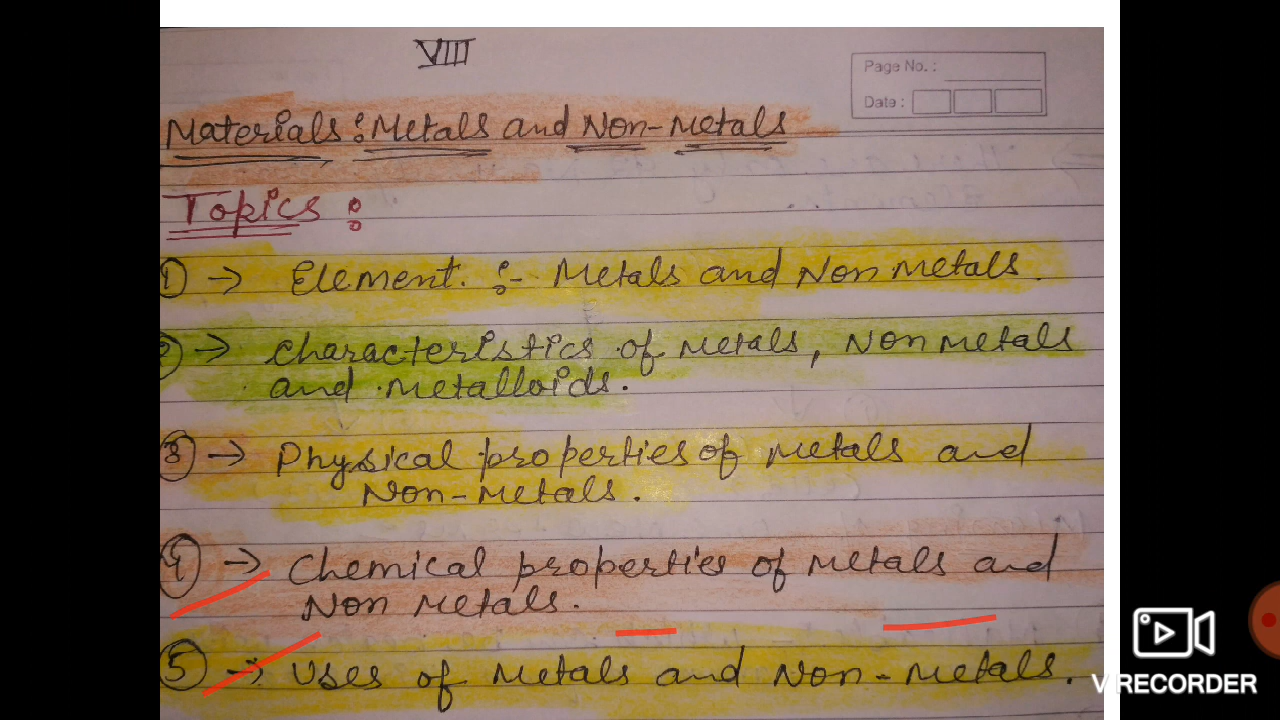 VIII
Page No. :
Date :
Materials : Metals and Non-Metals
Topics :
① → Element. :- Metals and Non metals.
② → Characteristics of Metals, Non metals
and Metalloids.
③ → Physical properties of Metals and
Non-Metals.
④ → Chemical properties of Metals and
Non Metals.
⑤ → Uses of Metals and Non-Metals.
V RECORDER